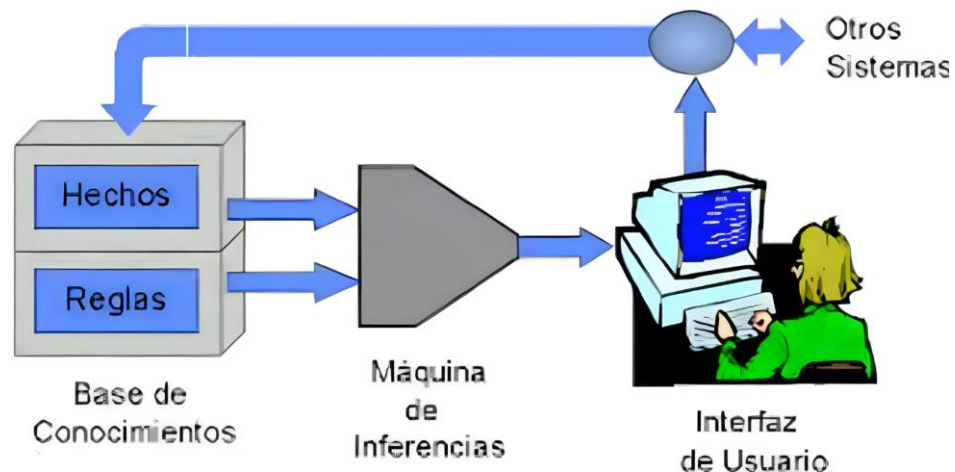 Otros
Sistemas
Hechos
Reglas
Base de
Conocimientos
Máquina
de
Inferencias
Interfaz
de Usuario